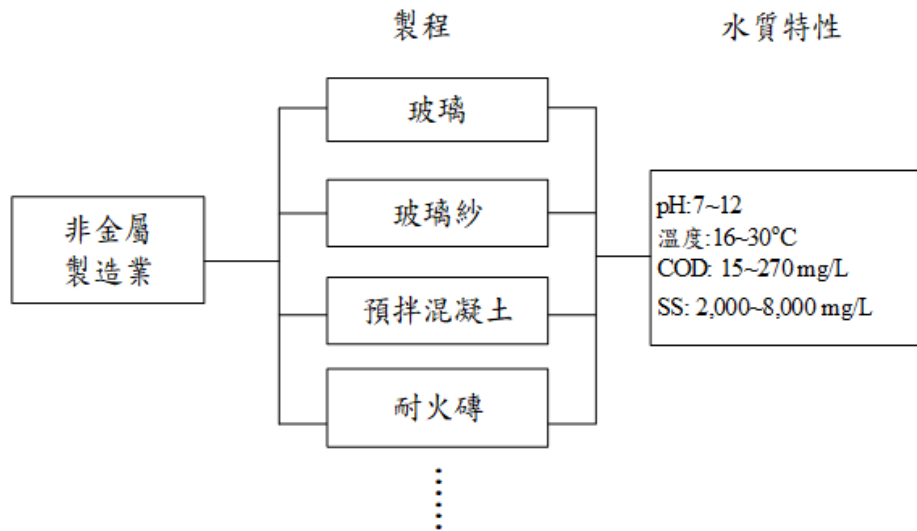 製程
水質特性
非金屬
製造業
玻璃
玻璃紗
預拌混凝土
耐火磚
pH:7~12
溫度:16~30°C
COD: 15~270 mg/L
SS: 2,000~8,000 mg/L